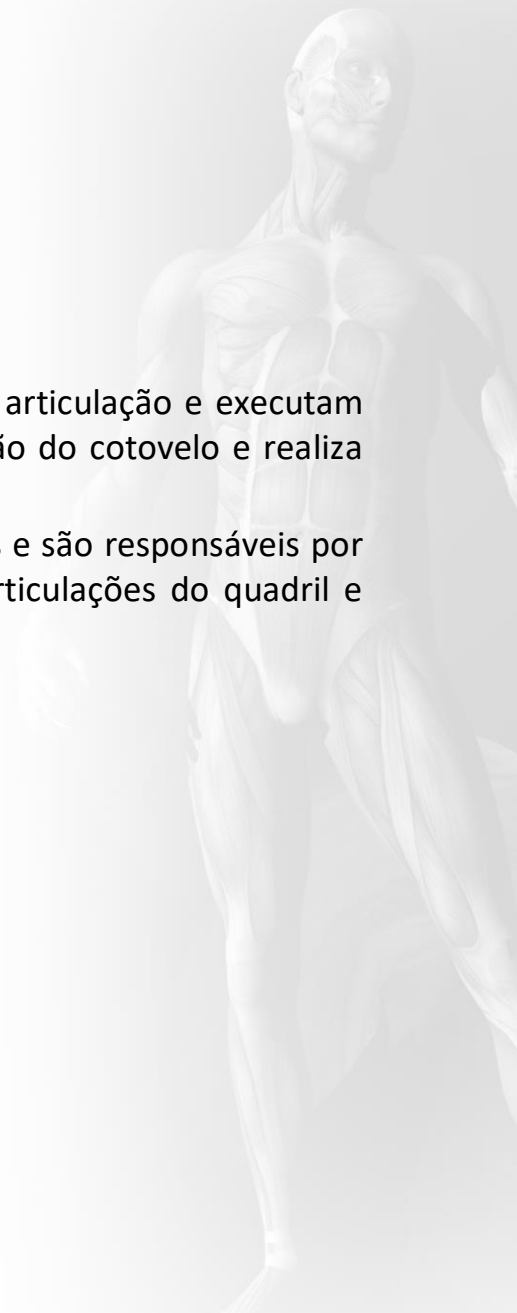 articulação e executam
ão do cotovelo e realiza
e são responsáveis por
rticulações do quadril e